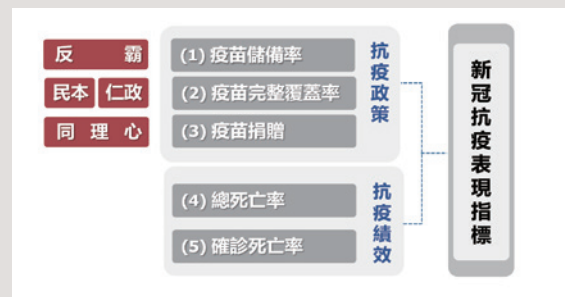 反霸
(1) 疫苗儲備率
民本 仁政
(2) 疫苗完整覆蓋率
同理心
(3) 疫苗捐贈
抗疫政策
(4) 總死亡率
(5) 確診死亡率
抗疫績效
新冠抗疫表現指標